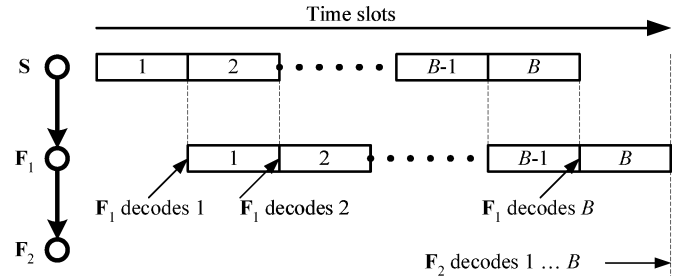 Time slots
S 1 2 B-1 B
F1 1 2 B-1 B
F1 decodes 1 F1 decodes 2 F1 decodes B
F2
F2 decodes 1 ... B